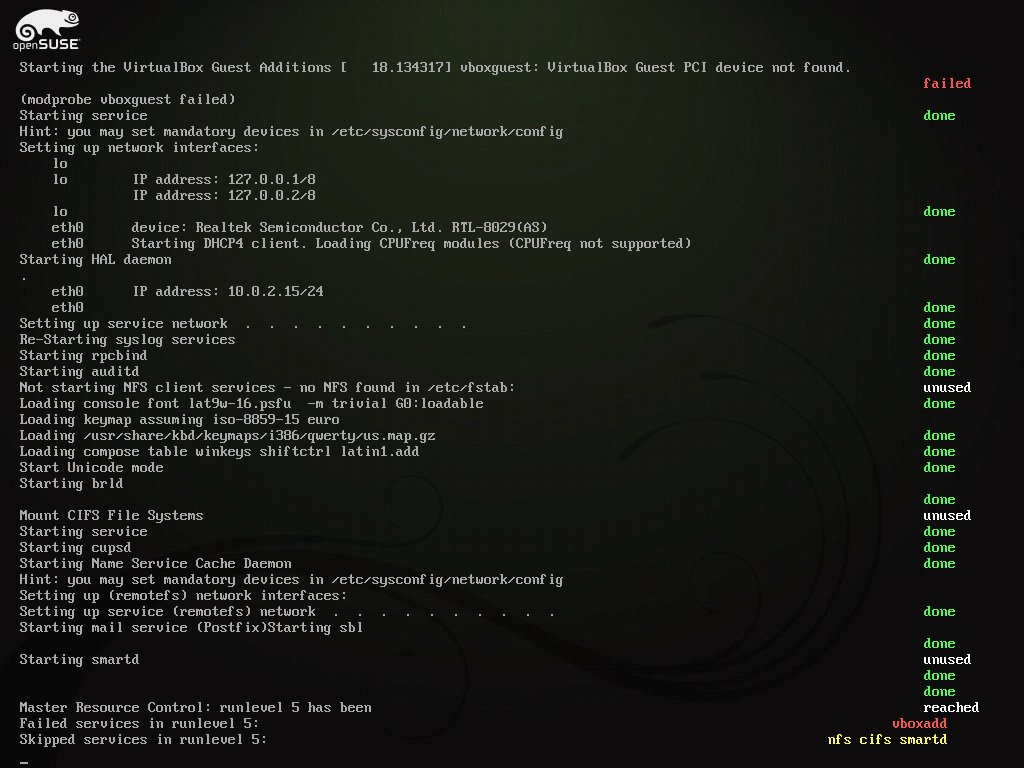 openSUSE
Starting the VirtualBox Guest Additions [   18.134317] vboxguest: VirtualBox Guest PCI device not found.
failed
(modprobe vboxguest failed)
Starting service done
Hint: you may set mandatory devices in /etc/sysconfig/network/config
Setting up network interfaces:
lo
lo IP address: 127.0.0.1/8
IP address: 127.0.0.2/8
lo done
eth0 device: Realtek Semiconductor Co., Ltd. RTL-8029(AS)
eth0 Starting DHCP4 client. Loading CPUFreq modules (CPUFreq not supported)
Starting HAL daemon done
.
eth0 IP address: 10.0.2.15/24
eth0 done
Setting up service network  .  .  .  .  .  .  .  .  .  . done
Re-Starting syslog services done
Starting rpcbind done
Starting auditd done
Not starting NFS client services - no NFS found in /etc/fstab: unused
Loading console font lat9w-16.psfu  -m trivial G0:loadable done
Loading keymap assuming iso-8859-15 euro
Loading /usr/share/kbd/keymaps/i386/qwerty/us.map.gz done
Loading compose table winkeys shiftctrl latin1.add done
Start Unicode mode done
Starting brld
done
Mount CIFS File Systems unused
Starting service done
Starting cupsd done
Starting Name Service Cache Daemon done
Hint: you may set mandatory devices in /etc/sysconfig/network/config
Setting up (remotefs) network interfaces:
Setting up service (remotefs) network  .  .  .  .  .  .  .  .  .  . done
Starting mail service (Postfix)Starting sbl
done
Starting smartd unused
done
done
Master Resource Control: runlevel 5 has been reached
Failed services in runlevel 5: vboxadd
Skipped services in runlevel 5: nfs cifs smartd
_